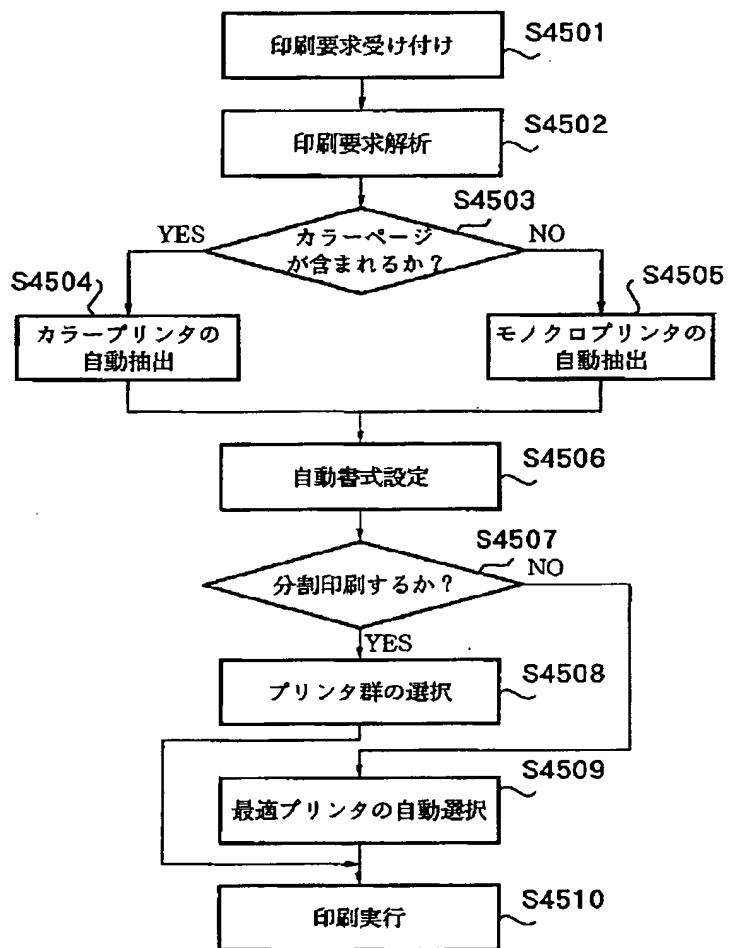 印刷要求受け付け
S4501
印刷要求解析
S4502
S4503
YES
カラーページ
が含まれるか?
NO
S4504
カラープリンタの
自動抽出
S4505
モノクロプリンタの
自動抽出
自動書式設定
S4506
S4507
分割印刷するか?
NO
YES
プリンタ群の選択
S4508
S4509
最適プリンタの自動選択
印刷実行
S4510